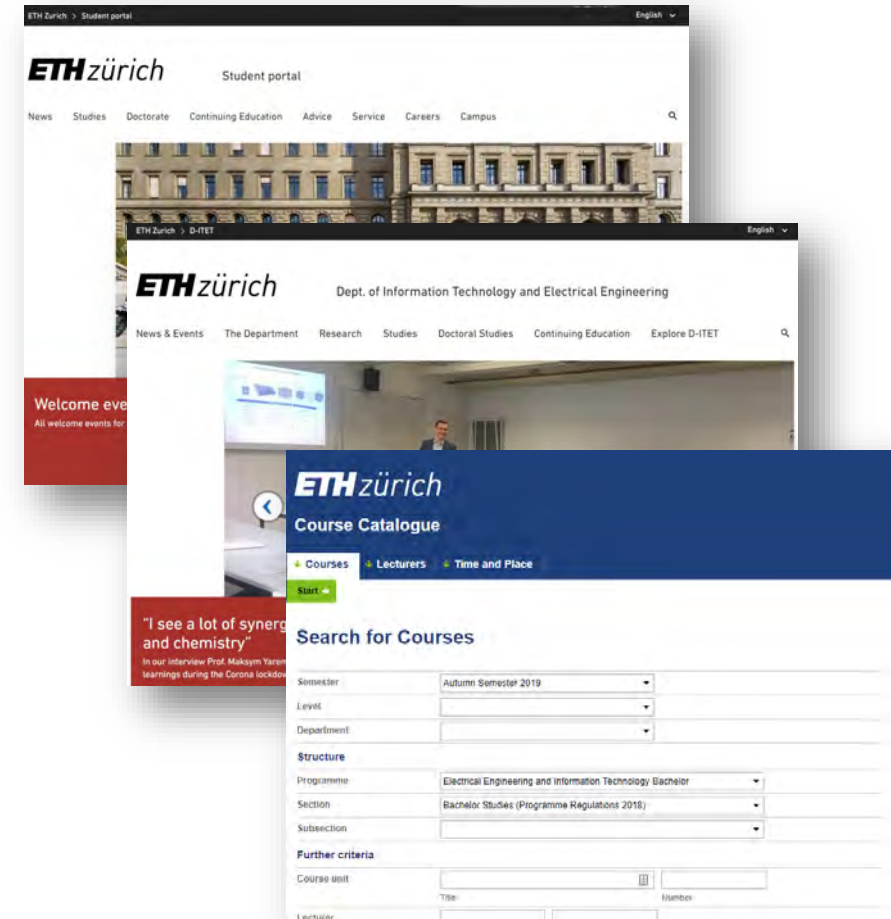 ETH Zurich > Student portal English
ETH zürich Student portal
News Studies Doctorate Continuing Education Advice Service Careers Campus
Welcome eve
All welcome events for
ETH Zurich > D-ITET English
ETH zürich Dept. of Information Technology and Electrical Engineering
News & Events The Department Research Studies Doctoral Studies Continuing Education Explore D-ITET
"I see a lot of synerg
and chemistry"
In our interview Prof. Maksym Yarem
learnings during the Corona lockdow
ETH zürich
Course Catalogue
Courses Lecturers Time and Place
Start
Search for Courses
Semester Autumn Semester 2019
Level
Department
Structure
Programme Electrical Engineering and Information Technology Bachelor
Section Bachelor Studies (Programme Regulations 2018)
Subsection
Further criteria
Course unit
Title Number
Lecturer